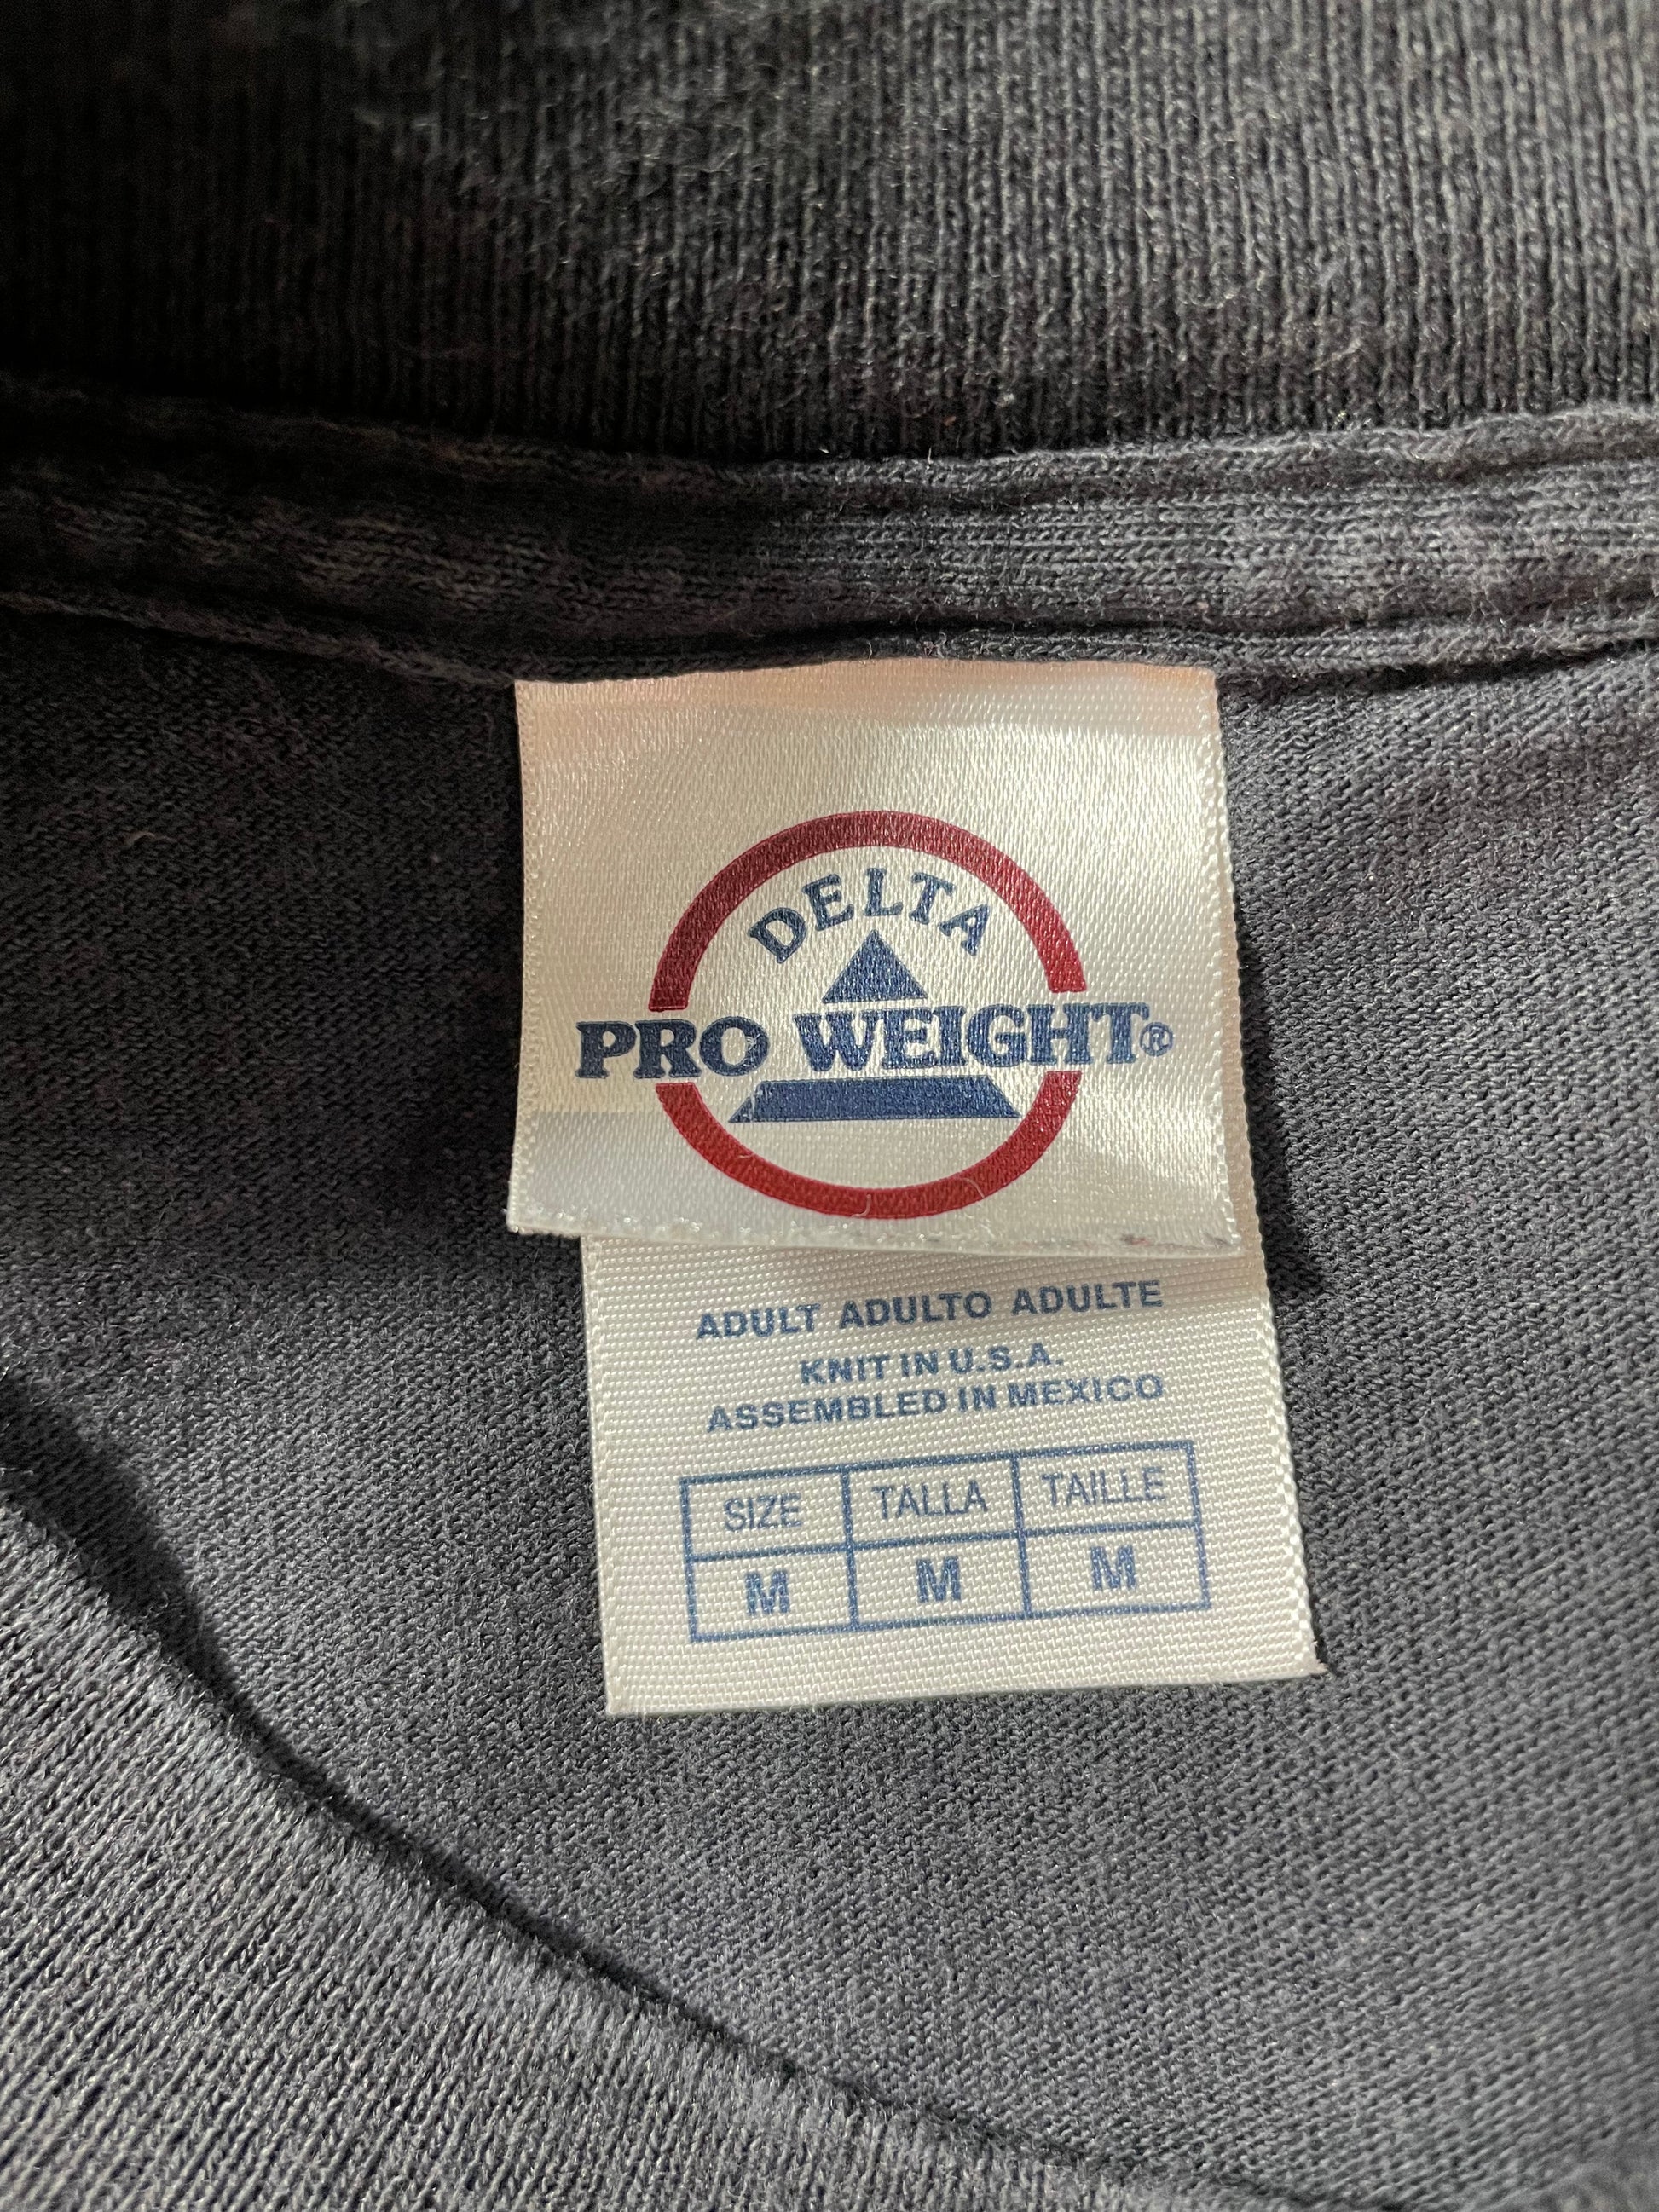 DELTA
PRO WEIGHT®
ADULT ADULTO ADULTE
KNIT IN U.S.A.
ASSEMBLED IN MEXICO
SIZE TALLA TAILLE
M M M